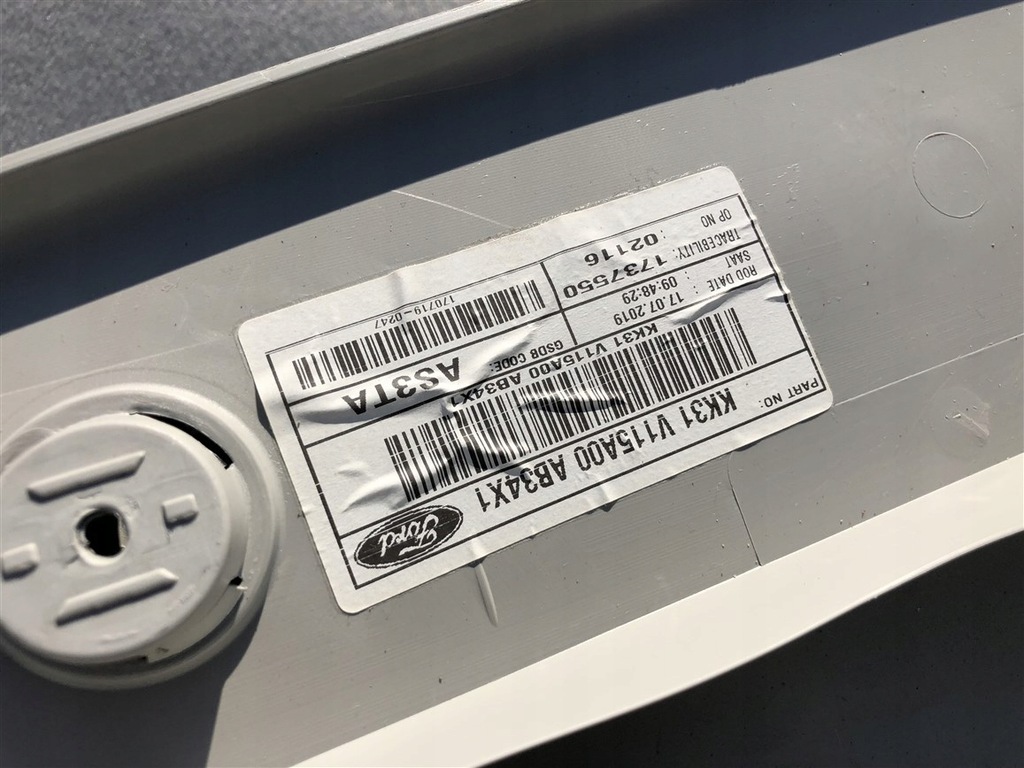 PART NO:
KK31 V115A00 AB34X1
Ford
KK31 V115A00 AB34X1
ROD DATE : 17.07.2019
SAAT : 09:48:29
TRACEBILITY: 1737550
OP NO : 02116
GSDB CODE:
AS3TA
170719-0247